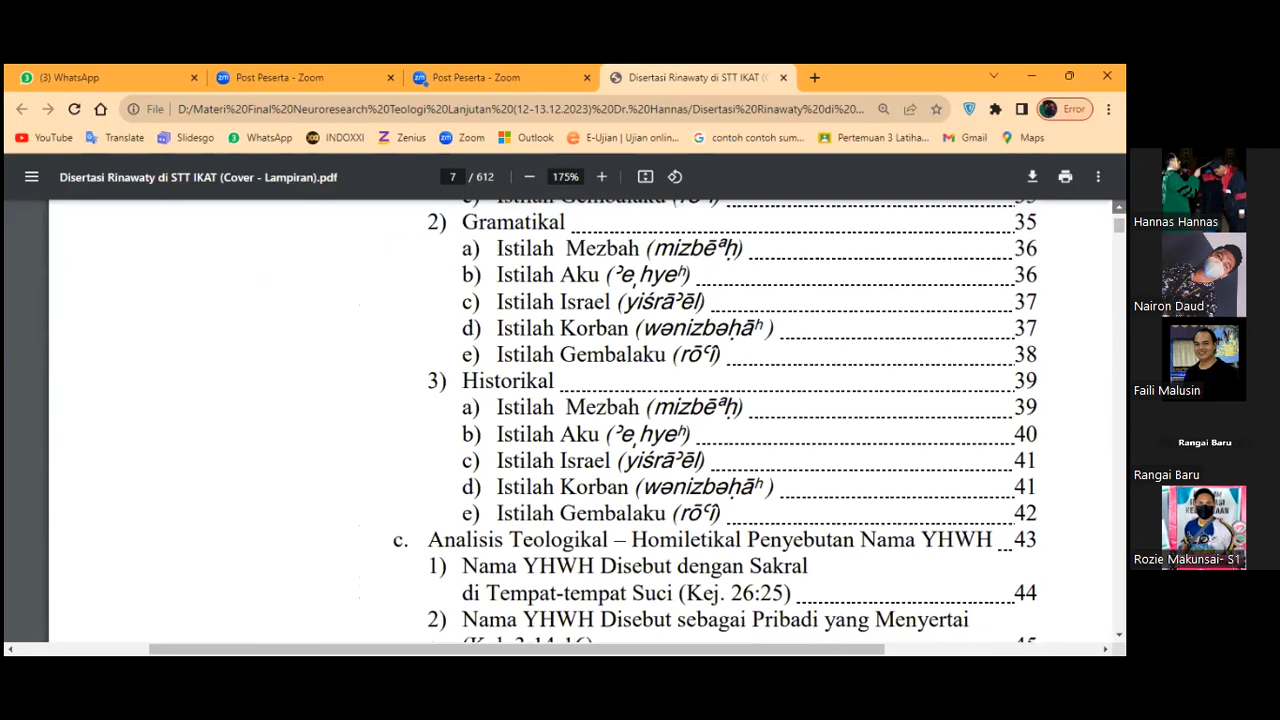 (3) WhatsApp
Post Peserta - Zoom
Post Peserta - Zoom
Disertasi Rinawaty di STT IKAT (C
File
D:/Materi%20Final%20Neuroresearch%20Teologi%20Lanjutan%20(12-13.12.2023)%20Dr.%20Hannas/Disertasi%20Rinawaty%20di%20...
Error
YouTube
Translate
Slidesgo
WhatsApp
INDOXXI
Zenius
Zoom
Outlook
E-Ujian | Ujian onlin...
contoh contoh sum...
Pertemuan 3 Latiha...
Gmail
Maps
Disertasi Rinawaty di STT IKAT (Cover - Lampiran).pdf
7 / 612
175%
2) Gramatikal 35
a) Istilah Mezbah (mizbēᵃḥ) 36
b) Istilah Aku (ʾe͵hyeʰ) 36
c) Istilah Israel (yiśrāʾēl) 37
d) Istilah Korban (wənizbəḥāʰ ) 37
e) Istilah Gembalaku (rōʿî) 38
3) Historikal 39
a) Istilah Mezbah (mizbēᵃḥ) 39
b) Istilah Aku (ʾe͵hyeʰ) 40
c) Istilah Israel (yiśrāʾēl) 41
d) Istilah Korban (wənizbəḥāʰ ) 41
e) Istilah Gembalaku (rōʿî) 42
c. Analisis Teologikal – Homiletikal Penyebutan Nama YHWH 43
1) Nama YHWH Disebut dengan Sakral
di Tempat-tempat Suci (Kej. 26:25) 44
2) Nama YHWH Disebut sebagai Pribadi yang Menyertai
Hannas Hannas
Nairon Daud
Faili Malusin
Rangai Baru
Rangai Baru
Rozie Makunsai- S1